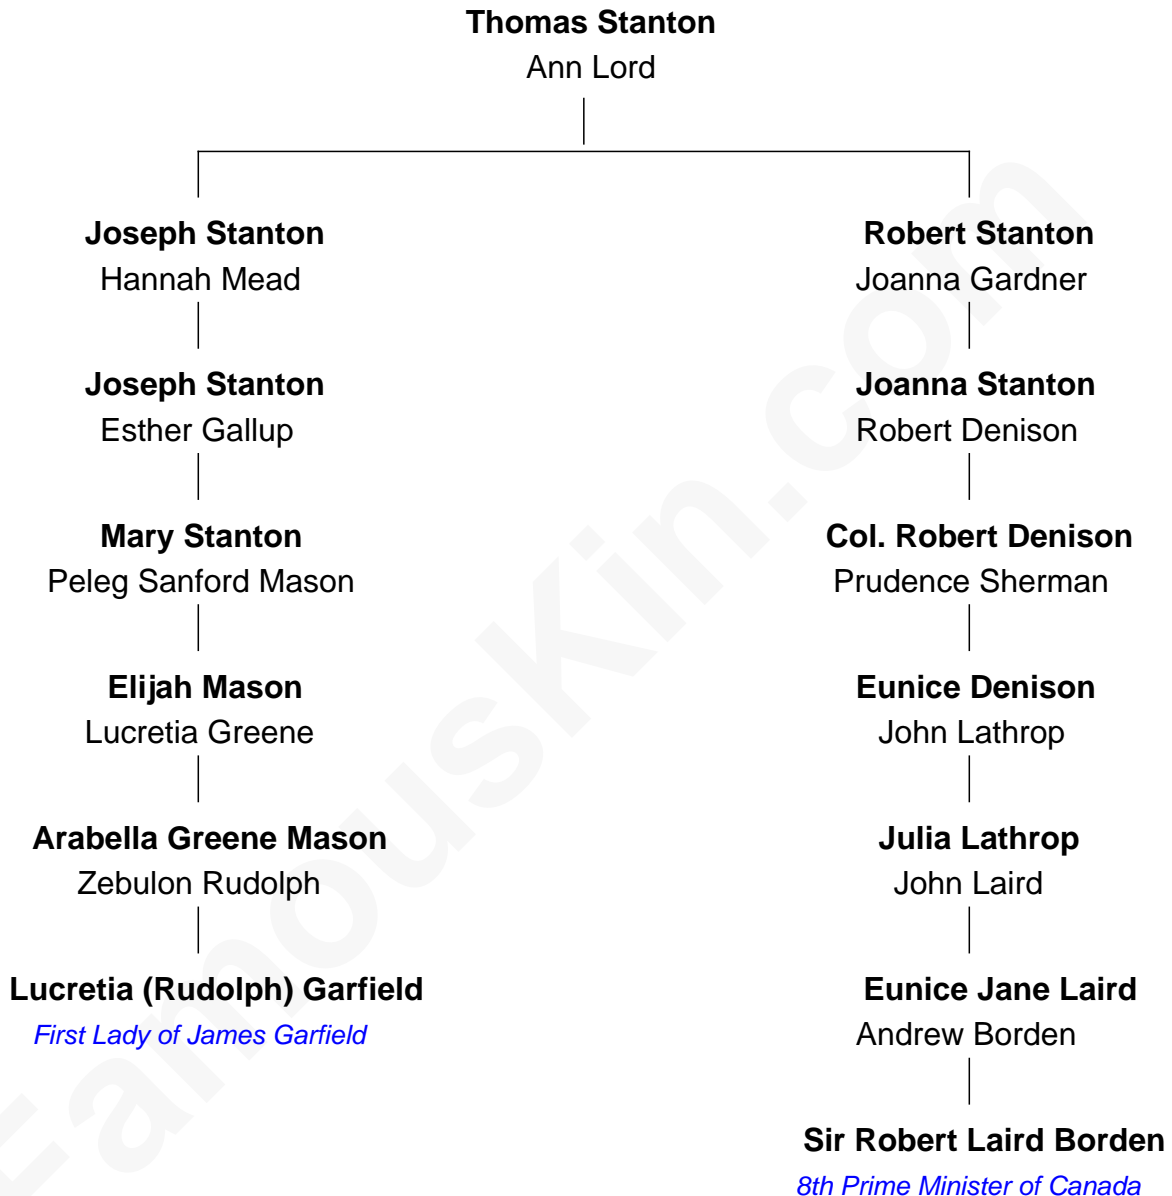 Thomas Stanton
Ann Lord
Joseph Stanton
Hannah Mead
Joseph Stanton
Esther Gallup
Mary Stanton
Peleg Sanford Mason
Elijah Mason
Lucretia Greene
Arabella Greene Mason
Zebulon Rudolph
Lucretia (Rudolph) Garfield
First Lady of James Garfield
Robert Stanton
Joanna Gardner
Joanna Stanton
Robert Denison
Col. Robert Denison
Prudence Sherman
Eunice Denison
John Lathrop
Julia Lathrop
John Laird
Eunice Jane Laird
Andrew Borden
Sir Robert Laird Borden
8th Prime Minister of Canada
FamousKin.com